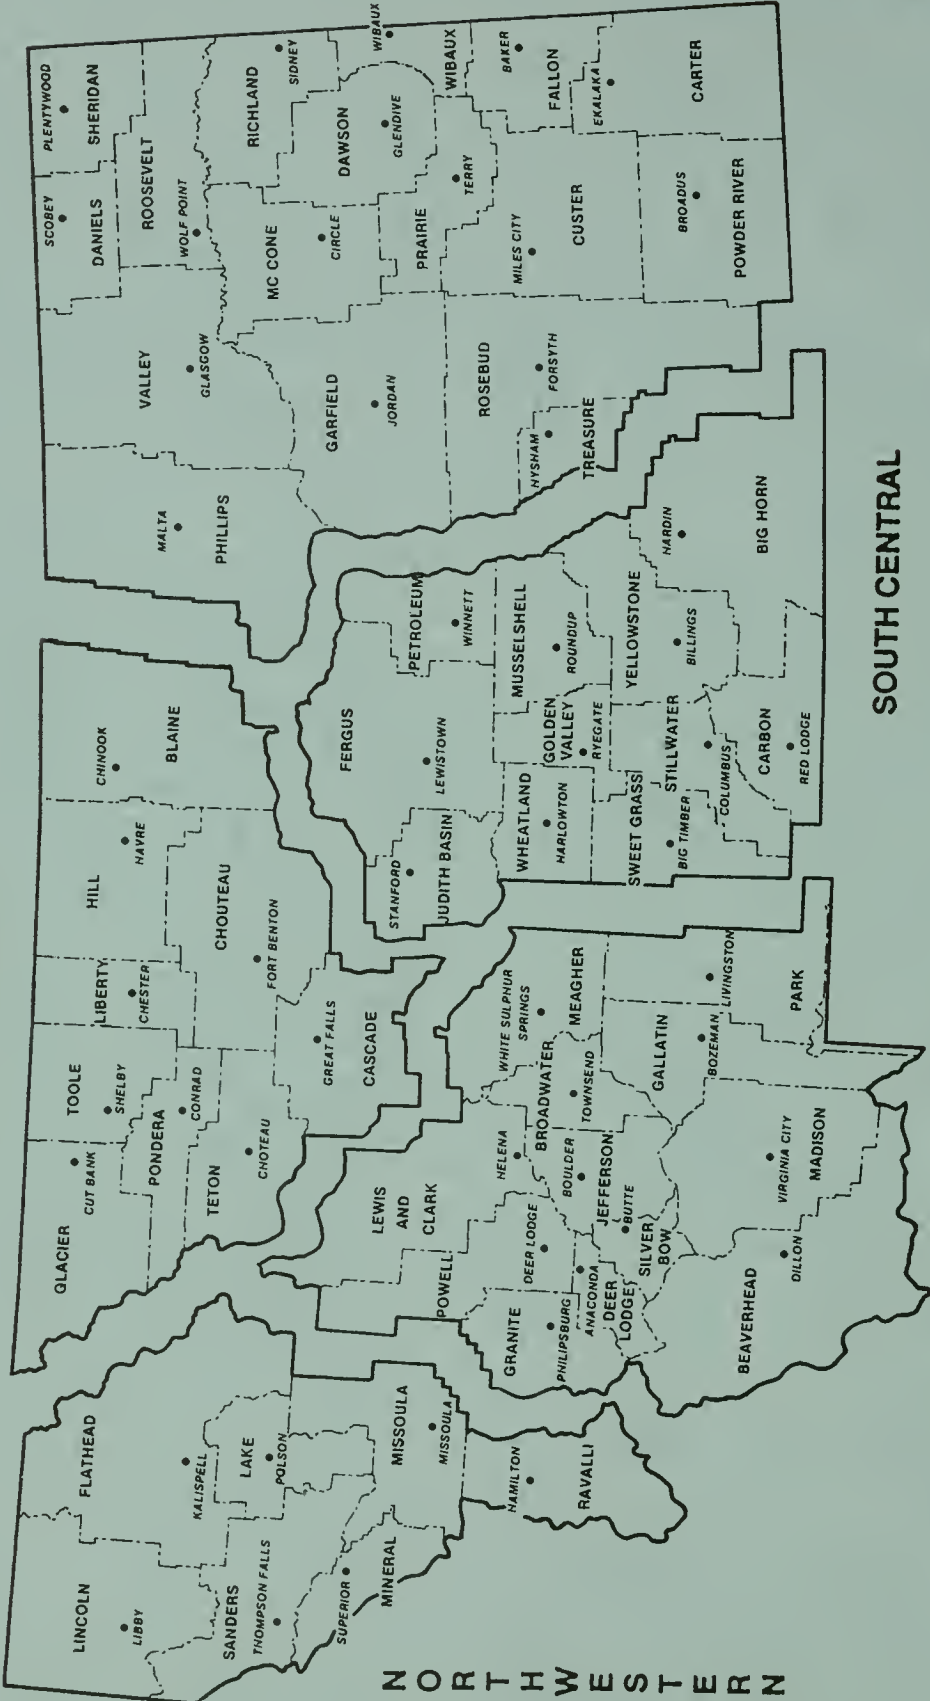 NORTHWESTERN
LINCOLN
LIBBY
FLATHEAD
KALISPELL
SANDERS
THOMPSON FALLS
LAKE
POLSON
SUPERIOR
MINERAL
MISSOULA
MISSOULA
HAMILTON
RAVALLI
GLACIER
CUT BANK
TOOLE
SHELBY
LIBERTY
CHESTER
HILL
HAVRE
CHINOOK
BLAINE
PONDERA
CONRAD
TETON
CHOTEAU
CHOUTEAU
FORT BENTON
GREAT FALLS
CASCADE
LEWIS
AND
CLARK
HELENA
POWELL
DEER LODGE
GRANITE
PHILIPSBURG
ANACONDA
DEER
LODGE
SILVER
BOW
BUTTE
JEFFERSON
BOULDER
BROADWATER
TOWNSEND
WHITE SULPHUR
SPRINGS
MEAGHER
GALLATIN
BOZEMAN
LIVINGSTON
PARK
VIRGINIA CITY
MADISON
BEAVERHEAD
DILLON
FERGUS
LEWISTOWN
STANFORD
JUDITH BASIN
PETROLEUM
WINNETT
WHEATLAND
HARLOWTON
GOLDEN
VALLEY
RYEGATE
MUSSELSHELL
ROUNDUP
SWEET GRASS
BIG TIMBER
STILLWATER
COLUMBUS
YELLOWSTONE
BILLINGS
CARBON
RED LODGE
HARDIN
BIG HORN
SOUTH CENTRAL
MALTA
PHILLIPS
VALLEY
GLASGOW
SCOBEY
DANIELS
PLENTYWOOD
SHERIDAN
ROOSEVELT
WOLF POINT
RICHLAND
SIDNEY
MC CONE
CIRCLE
DAWSON
GLENDIVE
WIBAUX
WIBAUX
GARFIELD
JORDAN
PRAIRIE
TERRY
ROSEBUD
FORSYTH
HYSHAM
TREASURE
MILES CITY
CUSTER
BAKER
FALLON
EKALAKA
CARTER
BROADUS
POWDER RIVER